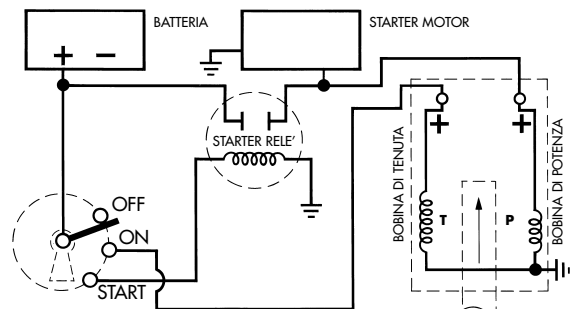 BATTERIA
STARTER MOTOR
+ −
STARTER RELE'
+ +
BOBINA DI TENUTA
T
P
BOBINA DI POTENZA
OFF
ON
START